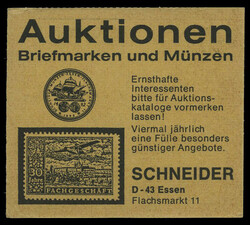 Auktionen
Briefmarken und Münzen
Ernsthafte
Interessenten
bitte für Auktions-
kataloge vormerken
lassen!
Viermal jährlich
eine Fülle besonders
günstiger Angebote.
30
Jahre
FACHGESCHÄFT
SCHNEIDER
D-43 Essen
Flachsmarkt 11